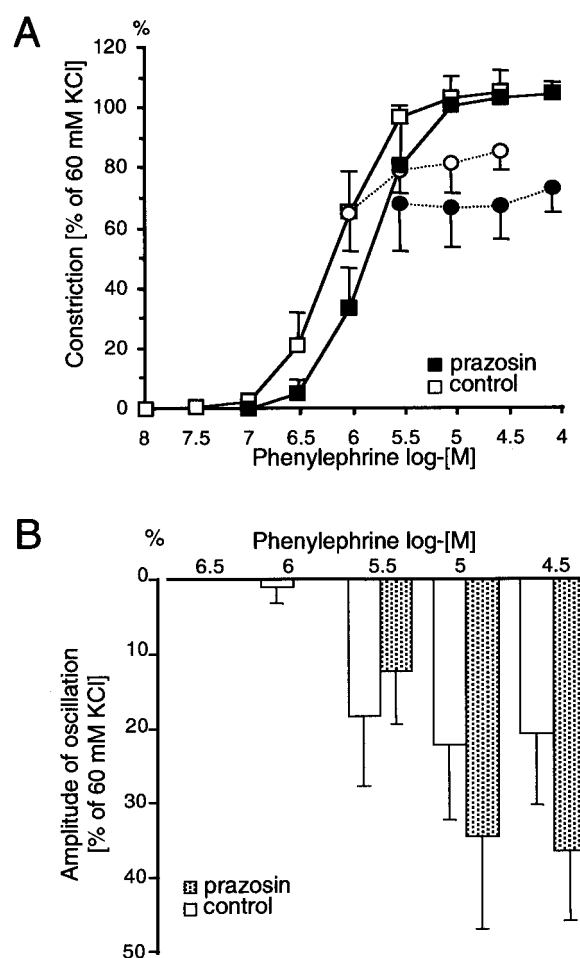 A
%
120
100
80
60
40
20
0
Constriction [% of 60 mM KCl]
prazosin
control
8 7.5 7 6.5 6 5.5 5 4.5 4
Phenylephrine log-[M]
B
%
Phenylephrine log-[M]
6.5 6 5.5 5 4.5
0
10
20
30
40
50
Amplitude of oscillation
[% of 60 mM KCl]
prazosin
control